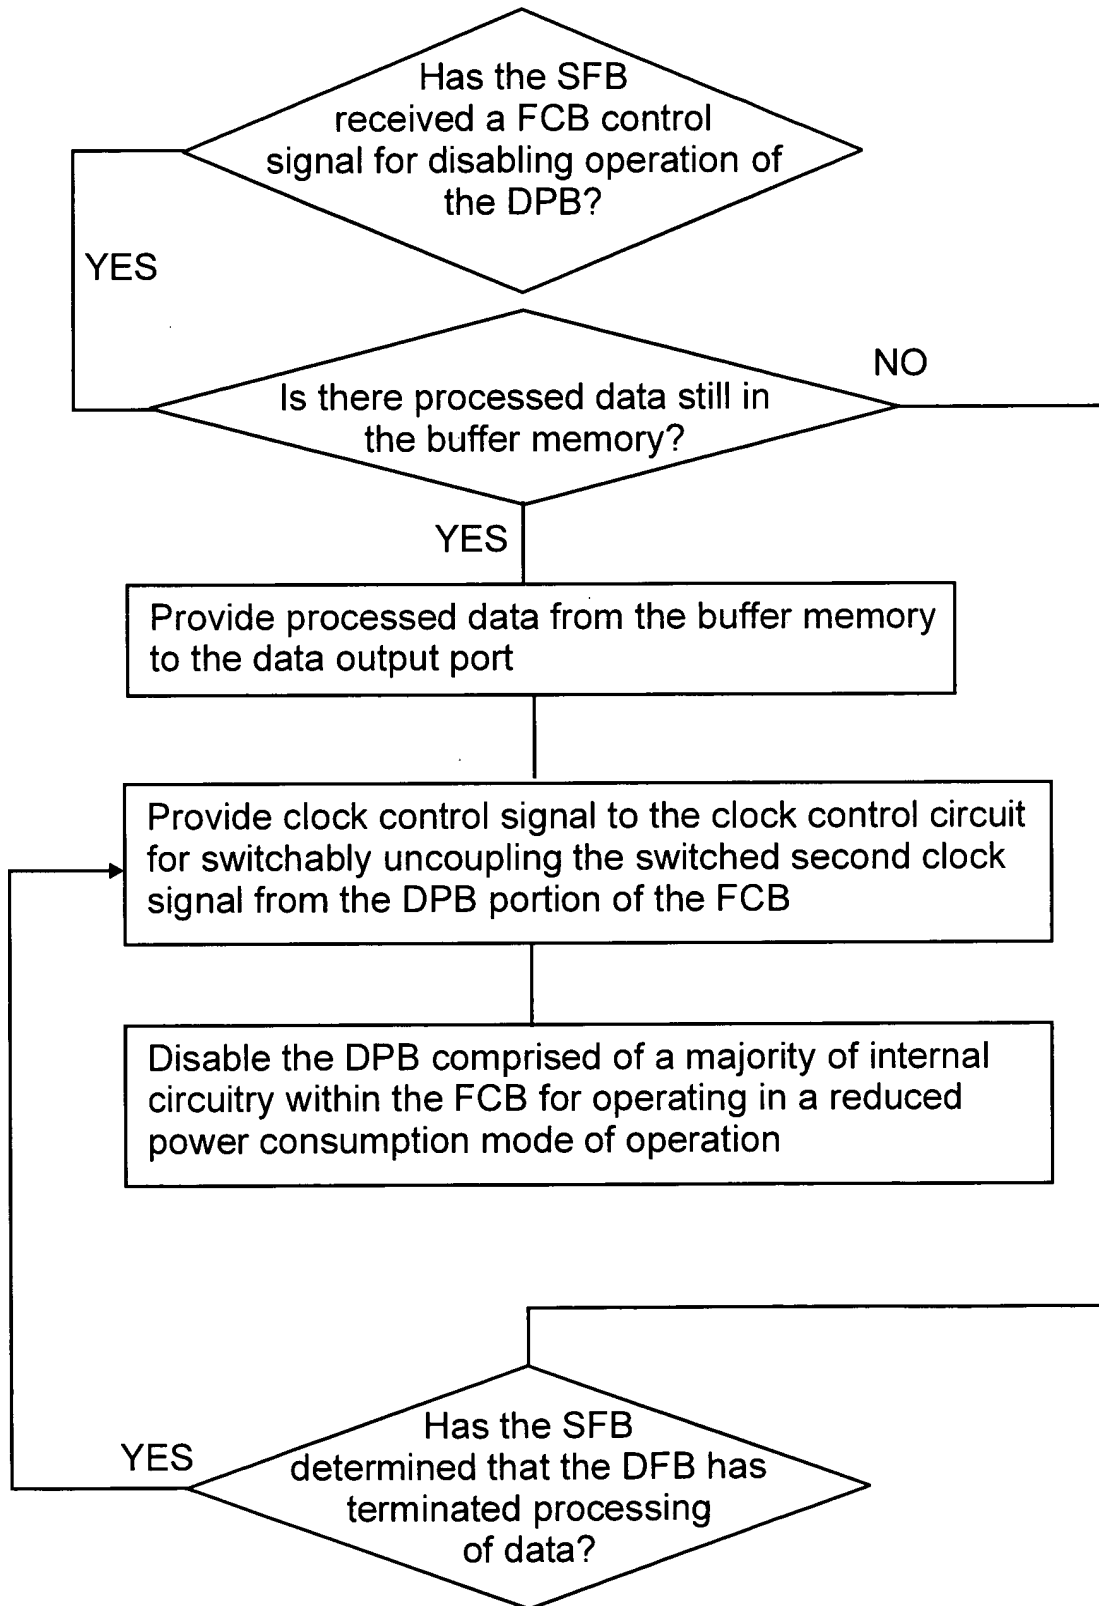 Has the SFB
received a FCB control
signal for disabling operation of
the DPB?
YES
NO
Is there processed data still in
the buffer memory?
YES
Provide processed data from the buffer memory
to the data output port
Provide clock control signal to the clock control circuit
for switchably uncoupling the switched second clock
signal from the DPB portion of the FCB
Disable the DPB comprised of a majority of internal
circuitry within the FCB for operating in a reduced
power consumption mode of operation
YES
Has the SFB
determined that the DFB has
terminated processing
of data?